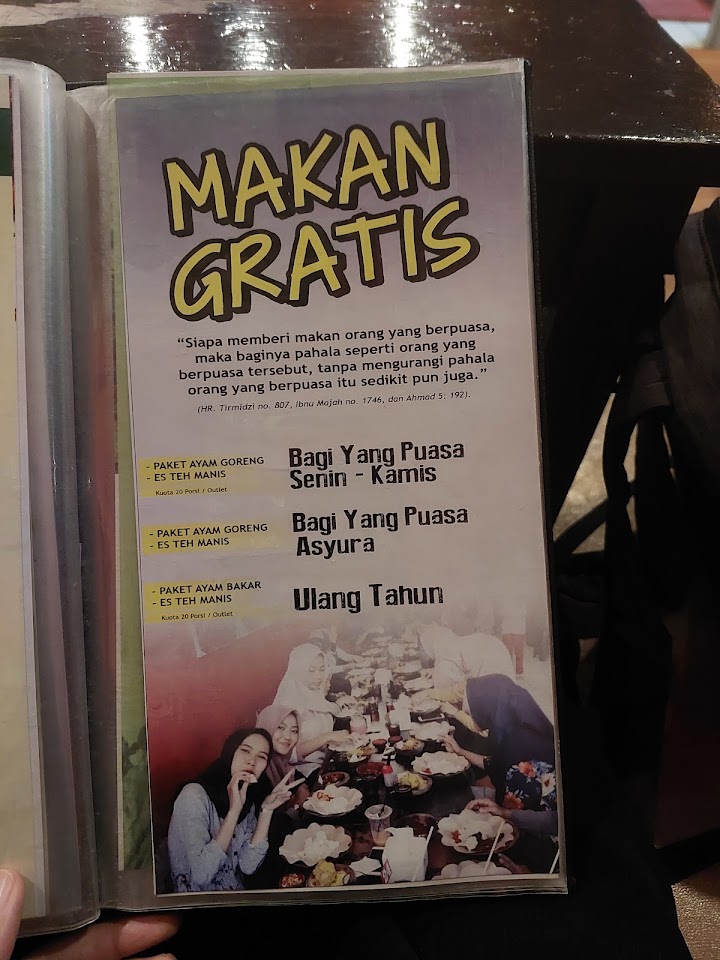 MAKAN
GRATIS
“Siapa memberi makan orang yang berpuasa,
maka baginya pahala seperti orang yang
berpuasa tersebut, tanpa mengurangi pahala
orang yang berpuasa itu sedikit pun juga.”
(HR. Tirmidzi no. 807, Ibnu Majah no. 1746, dan Ahmad 5: 192).
- PAKET AYAM GORENG
- ES TEH MANIS
Kuota 20 Porsi / Outlet
Bagi Yang Puasa
Senin - Kamis
- PAKET AYAM GORENG
- ES TEH MANIS
Bagi Yang Puasa
Asyura
- PAKET AYAM BAKAR
- ES TEH MANIS
Kuota 20 Porsi / Outlet
Ulang Tahun